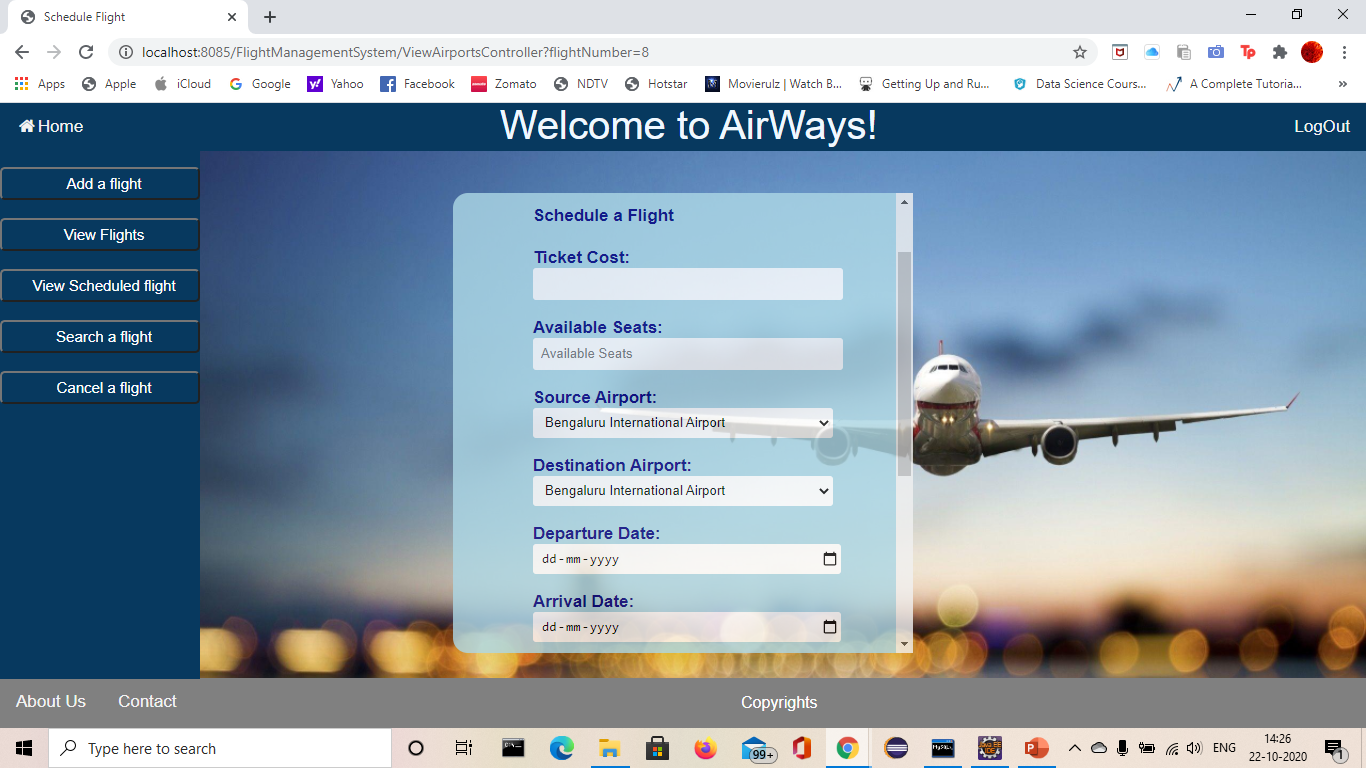 Schedule Flight
localhost:8085/FlightManagementSystem/ViewAirportsController?flightNumber=8
Apps Apple iCloud Google Yahoo Facebook Zomato NDTV Hotstar Movierulz | Watch B... Getting Up and Ru... Data Science Cours... A Complete Tutoria... »
Home Welcome to AirWays! LogOut
Add a flight
View Flights
View Scheduled flight
Search a flight
Cancel a flight
Schedule a Flight
Ticket Cost:
Available Seats:
Available Seats
Source Airport:
Bengaluru International Airport
Destination Airport:
Bengaluru International Airport
Departure Date:
dd-mm-yyyy
Arrival Date:
dd-mm-yyyy
About Us Contact Copyrights
Type here to search
99+
ENG
14:26
22-10-2020
1